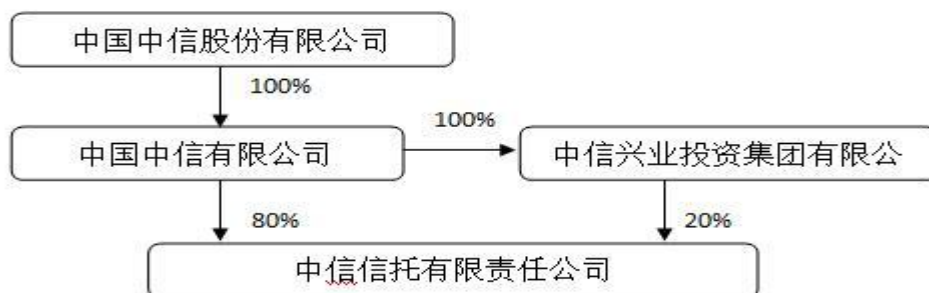 中国中信股份有限公司
100%
100%
中国中信有限公司
中信兴业投资集团有限公
80%
20%
中信信托有限责任公司